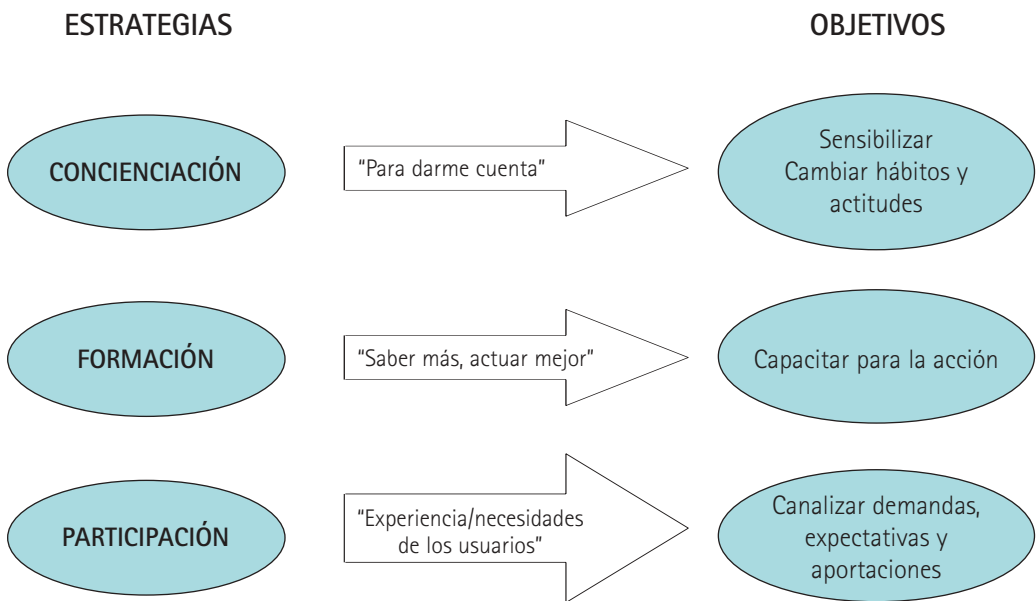 ESTRATEGIAS
OBJETIVOS
CONCIENCIACIÓN
“Para darme cuenta”
Sensibilizar
Cambiar hábitos y
actitudes
FORMACIÓN
“Saber más, actuar mejor”
Capacitar para la acción
PARTICIPACIÓN
“Experiencia/necesidades
de los usuarios”
Canalizar demandas,
expectativas y
aportaciones